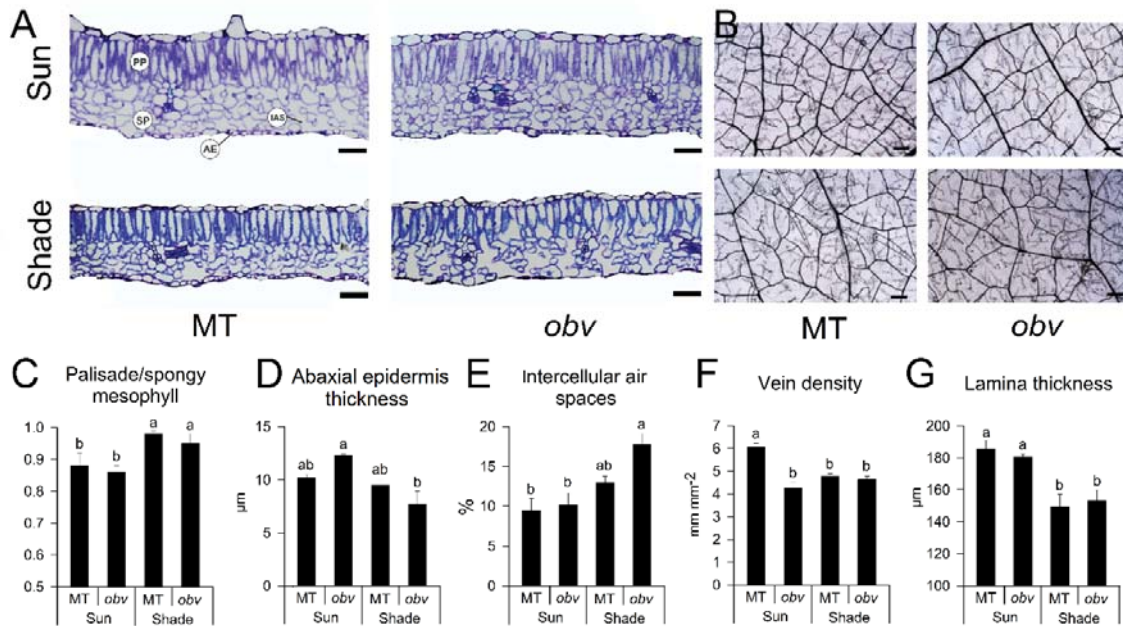 A
B
Sun
PP
SP
IAS
AE
Shade
MT
obv
MT
obv
C
Palisade/spongy
mesophyll
1.0
0.9
0.8
0.7
0.6
0.5
b
b
a
a
MT
obv
MT
obv
Sun
Shade
D
Abaxial epidermis
thickness
µm
15
10
5
0
ab
a
ab
b
MT
obv
MT
obv
Sun
Shade
E
Intercellular air
spaces
%
20
15
10
5
0
b
b
ab
a
MT
obv
MT
obv
Sun
Shade
F
Vein density
mm mm-2
7
6
5
4
3
2
1
0
a
b
b
b
MT
obv
MT
obv
Sun
Shade
G
Lamina thickness
µm
200
180
160
140
120
100
a
a
b
b
MT
obv
MT
obv
Sun
Shade